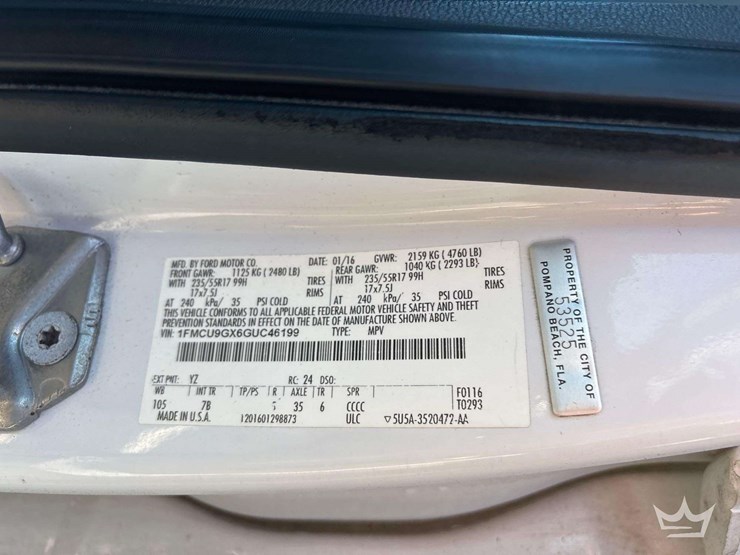 MFD. BY FORD MOTOR CO.
DATE: 01/16 GVWR: 2159 KG ( 4760 LB)
FRONT GAWR: 1125 KG ( 2480 LB) REAR GAWR: 1040 KG ( 2293 LB)
WITH 235/55R17 99H TIRES WITH 235/55R17 99H TIRES
17x7.5J RIMS 17x7.5J RIMS
AT 240 kPa/ 35 PSI COLD AT 240 kPa/ 35 PSI COLD
THIS VEHICLE CONFORMS TO ALL APPLICABLE FEDERAL MOTOR VEHICLE SAFETY AND THEFT
PREVENTION STANDARDS IN EFFECT ON THE DATE OF MANUFACTURE SHOWN ABOVE.
VIN: 1FMCU9GX6GUC46199 TYPE: MPV
EXT PNT: YZ RC: 24 DSO:
WB INT TR TP/PS R AXLE TR SPR F0116
105 7B 35 6 CCCC T0293
MADE IN U.S.A. 1201601298873 ULC ▽5U5A-3520472-AA
PROPERTY OF THE CITY OF
53525
POMPANO BEACH, FLA.